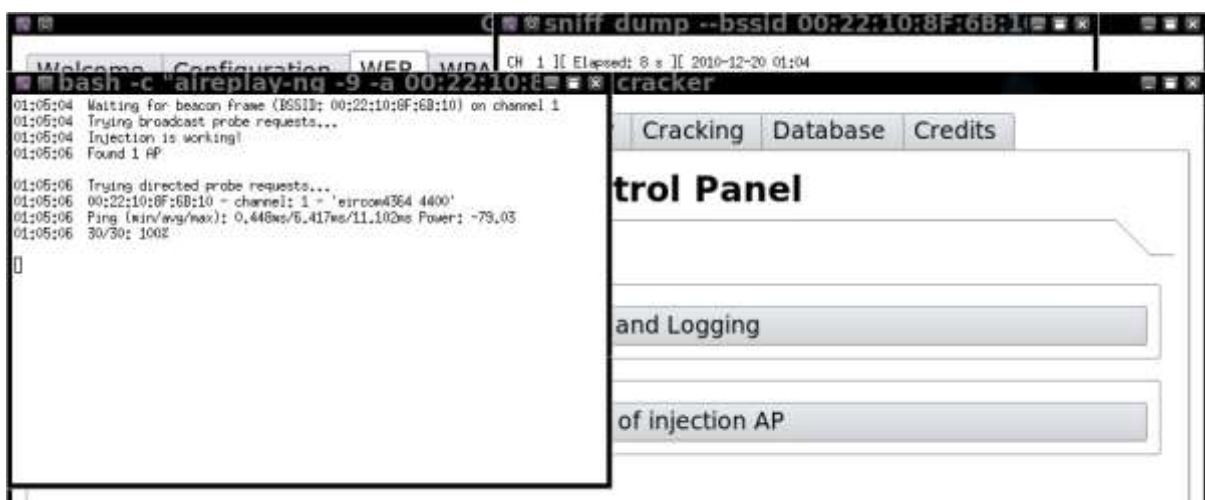 sniff dump --bssid 00:22:10:8F:6B:1
Welcome Configuration WEP WPA
CH 1 ][ Elapsed: 8 s ][ 2010-12-20 01:04
bash -c "aireplay-ng -9 -a 00:22:10:8
cracker
01:05:04 Waiting for beacon frame (BSSID: 00:22:10:8F:6B:10) on channel 1
01:05:04 Trying broadcast probe requests...
01:05:04 Injection is working!
01:05:06 Found 1 AP
01:05:06 Trying directed probe requests...
01:05:06 00:22:10:8F:6B:10 - channel: 1 - 'eircom4364 4400'
01:05:06 Ping (min/avg/max): 0.448ms/6.417ms/11.102ms Power: -79.03
01:05:06 30/30: 100%
Cracking Database Credits
trol Panel
and Logging
of injection AP